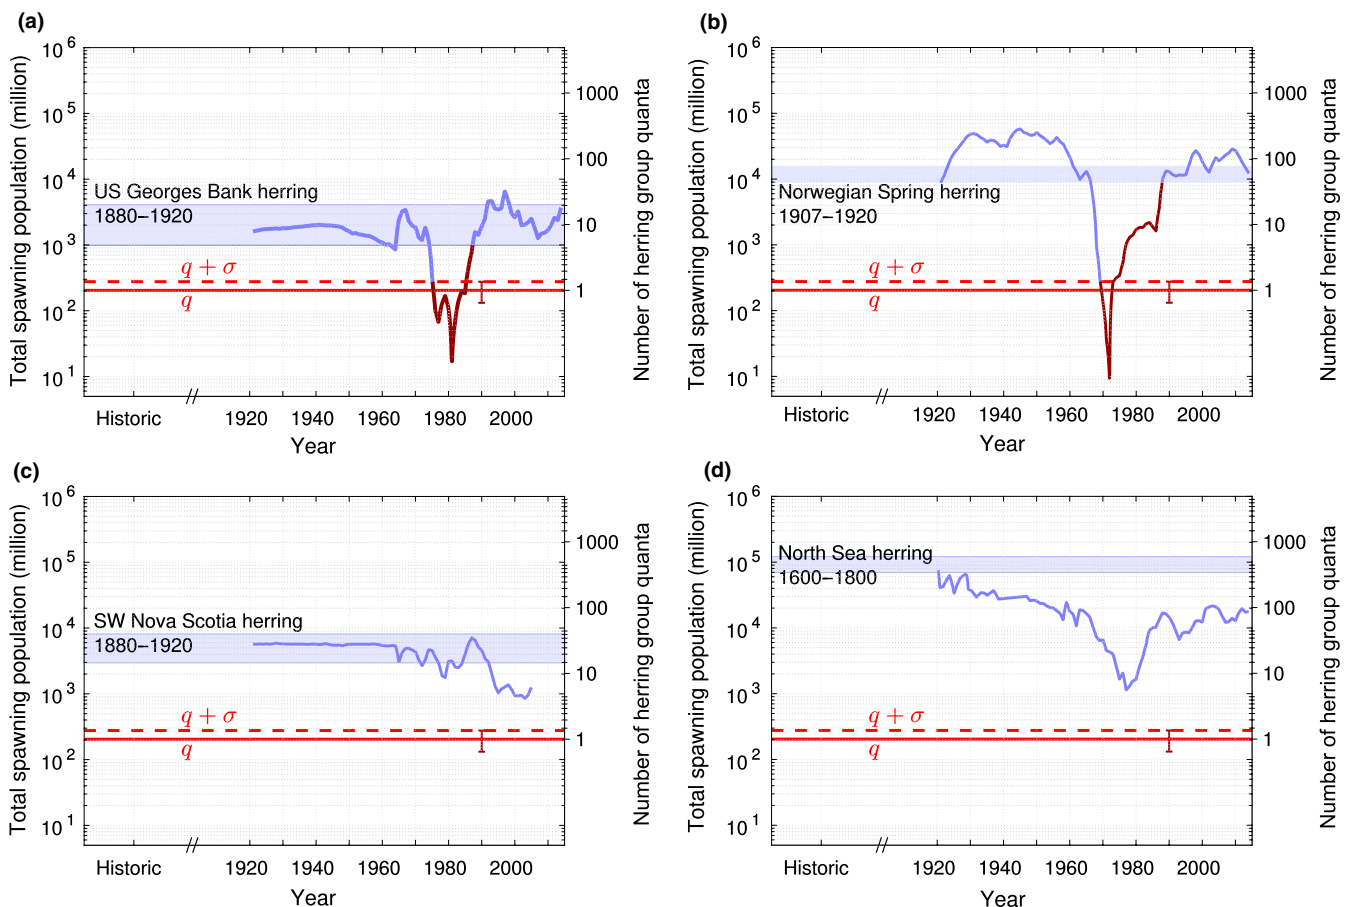 (a)
Total spawning population (million)
10^6
10^5
10^4
10^3
10^2
10^1
US Georges Bank herring
1880–1920
q + σ
q
1000
100
10
1
Number of herring group quanta
Historic // 1920 1940 1960 1980 2000
Year
(b)
Total spawning population (million)
10^6
10^5
10^4
10^3
10^2
10^1
Norwegian Spring herring
1907–1920
q + σ
q
1000
100
10
1
Number of herring group quanta
Historic // 1920 1940 1960 1980 2000
Year
(c)
Total spawning population (million)
10^6
10^5
10^4
10^3
10^2
10^1
SW Nova Scotia herring
1880–1920
q + σ
q
1000
100
10
1
Number of herring group quanta
Historic // 1920 1940 1960 1980 2000
Year
(d)
Total spawning population (million)
10^6
10^5
10^4
10^3
10^2
10^1
North Sea herring
1600–1800
q + σ
q
1000
100
10
1
Number of herring group quanta
Historic // 1920 1940 1960 1980 2000
Year